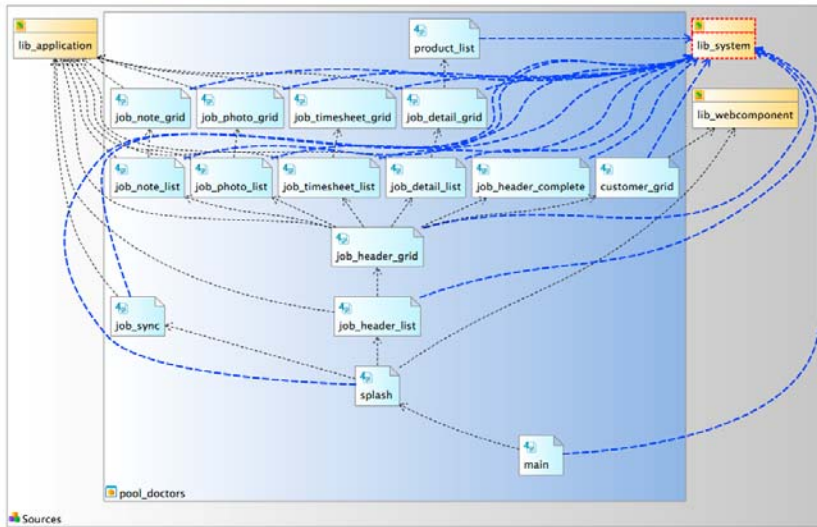 lib_application
product_list
lib_system
job_note_grid
job_photo_grid
job_timesheet_grid
job_detail_grid
lib_webcomponent
job_note_list
job_photo_list
job_timesheet_list
job_detail_list
job_header_complete
customer_grid
job_header_grid
job_sync
job_header_list
splash
main
pool_doctors
Sources